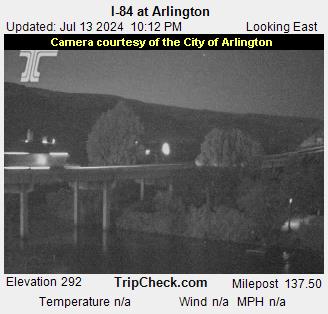 I-84 at Arlington
Updated: Jul 13 2024 10:12 PM Looking East
Camera courtesy of the City of Arlington
Elevation 292 TripCheck.com Milepost 137.50
Temperature n/a Wind n/a MPH n/a